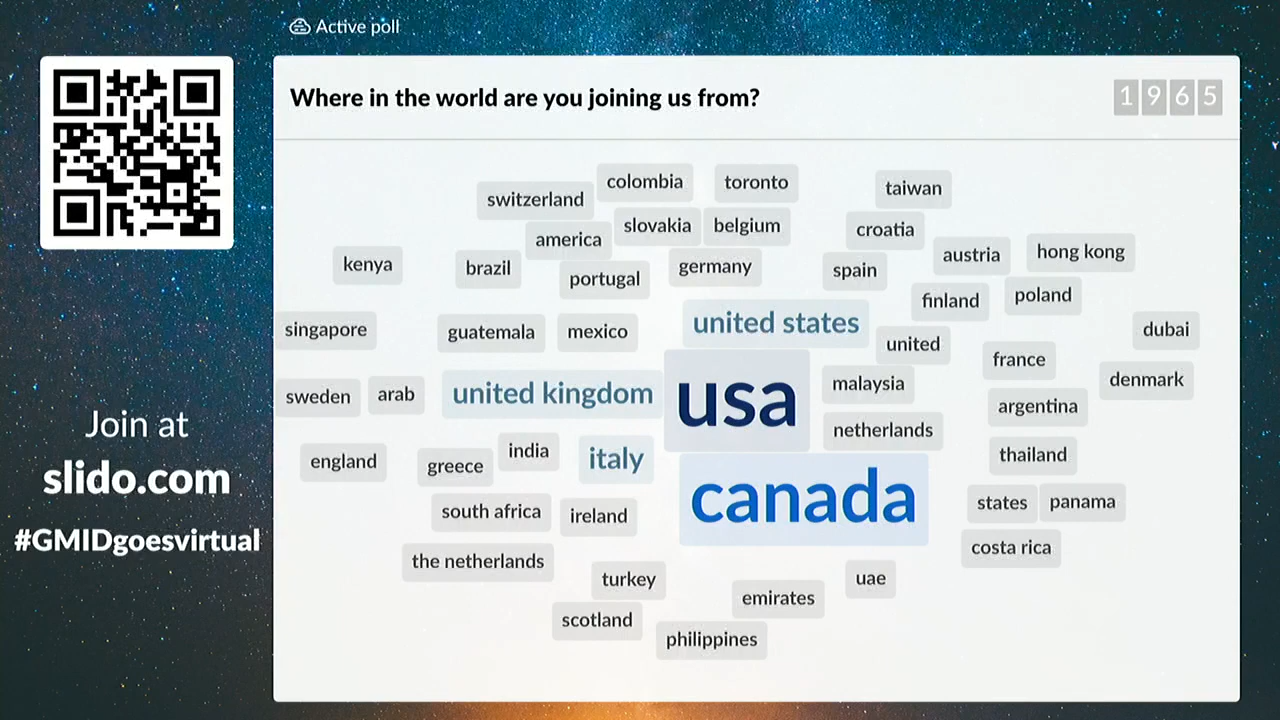 Active poll
Where in the world are you joining us from?
1965
colombia
toronto
taiwan
switzerland
slovakia
belgium
croatia
america
austria
hong kong
kenya
brazil
portugal
germany
spain
finland
poland
singapore
guatemala
mexico
united states
united
dubai
france
malaysia
denmark
sweden
arab
united kingdom
usa
argentina
netherlands
england
greece
india
italy
thailand
canada
states
panama
south africa
ireland
costa rica
the netherlands
turkey
uae
emirates
scotland
philippines
Join at
slido.com
#GMIDgoesvirtual